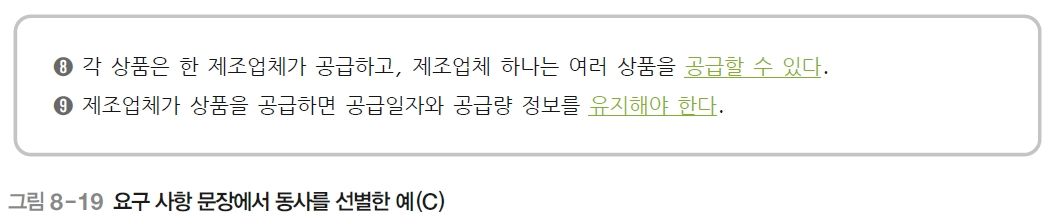 ❽ 각 상품은 한 제조업체가 공급하고, 제조업체 하나는 여러 상품을 공급할 수 있다.
❾ 제조업체가 상품을 공급하면 공급일자와 공급량 정보를 유지해야 한다.
그림 8-19 요구 사항 문장에서 동사를 선별한 예(C)